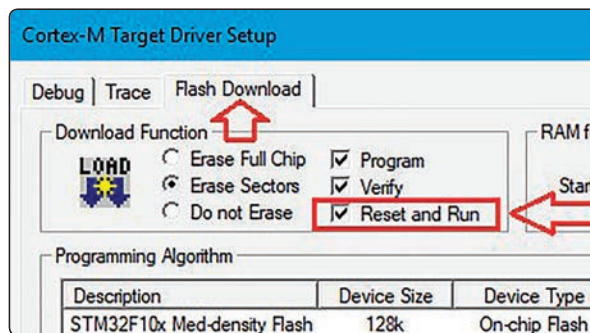 Cortex-M Target Driver Setup
Debug Trace Flash Download
Download Function
RAM f
LOAD
Erase Full Chip Program
Erase Sectors Verify
Star
Do not Erase Reset and Run
Programming Algorithm
Description Device Size Device Type
STM32F10x Med-density Flash 128k On-chip Flash